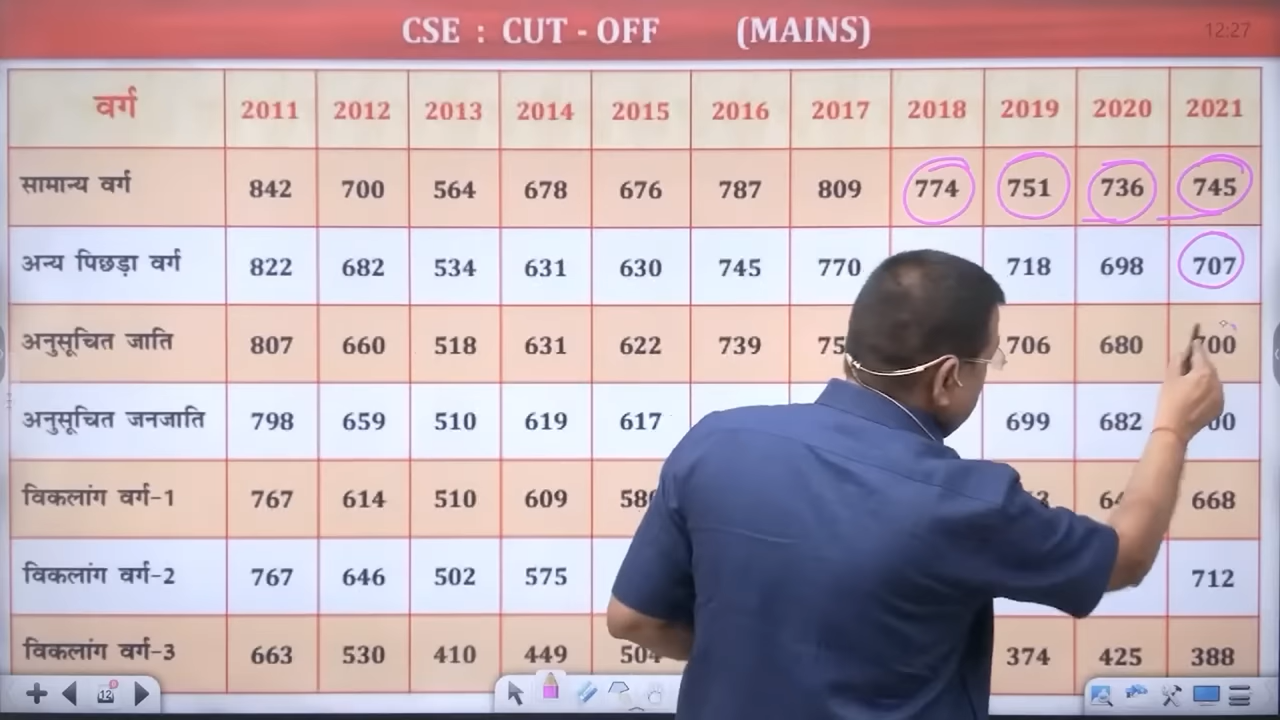 CSE : CUT - OFF (MAINS) 12:27
वर्ग 2011 2012 2013 2014 2015 2016 2017 2018 2019 2020 2021
सामान्य वर्ग 842 700 564 678 676 787 809 774 751 736 745
अन्य पिछड़ा वर्ग 822 682 534 631 630 745 770 718 698 707
अनुसूचित जाति 807 660 518 631 622 739 706 680 700
अनुसूचित जनजाति 798 659 510 619 617 699 682
विकलांग वर्ग-1 767 614 510 609 668
विकलांग वर्ग-2 767 646 502 575 712
विकलांग वर्ग-3 663 530 410 449 504 374 425 388
12